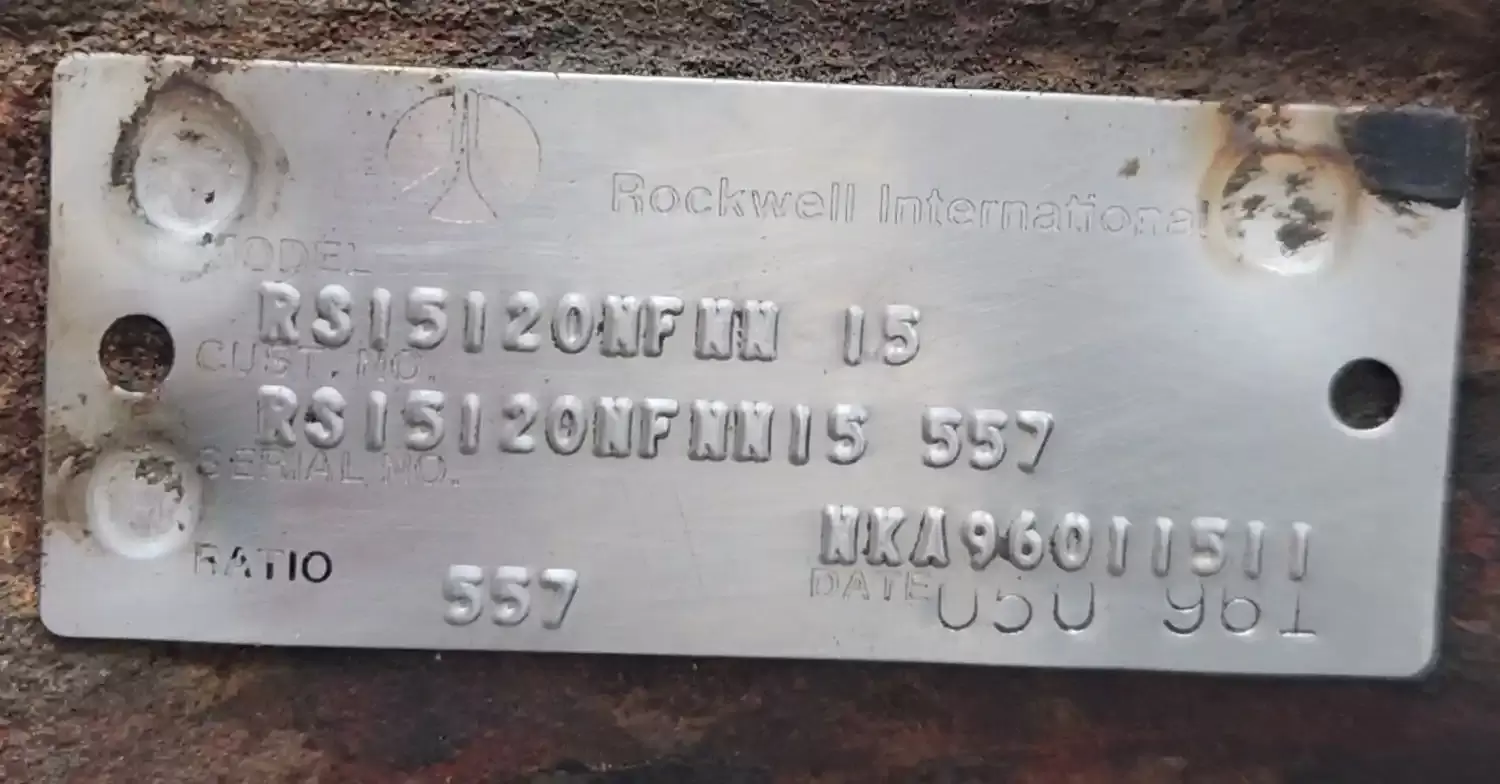 Rockwell International
MODEL
RS15120NFNN 15
CUST. NO.
RS15120NFNN15 557
SERIAL NO.
NKA96011511
RATIO 557
DATE 050 961